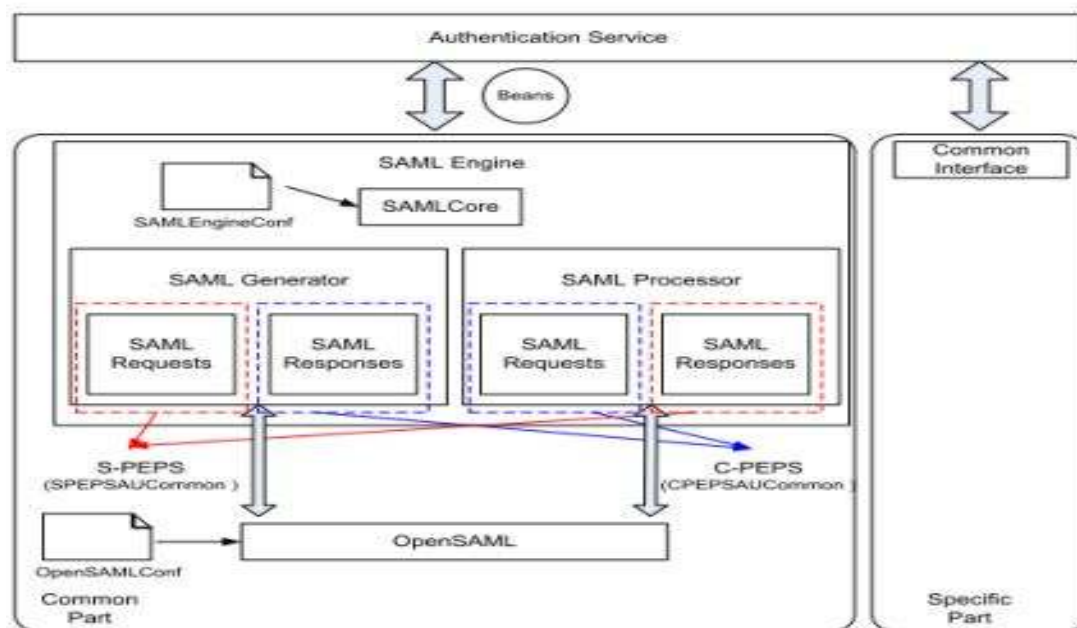 Authentication Service
Beans
SAML Engine
Common
Interface
SAMLEngineConf
SAMLCore
SAML Generator
SAML Processor
SAML
Requests
SAML
Responses
SAML
Requests
SAML
Responses
S-PEPS
(SPEPSAUCommon )
C-PEPS
(CPEPSAUCommon )
OpenSAML
OpenSAMLConf
Common
Part
Specific
Part